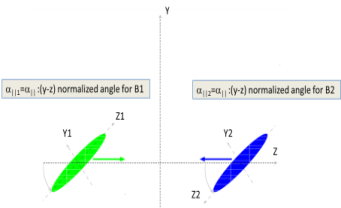 Y
α||1=α|| :(y-z) normalized angle for B1
α||2=α|| :(y-z) normalized angle for B2
Z1
Y1
Y2
Z
Z2